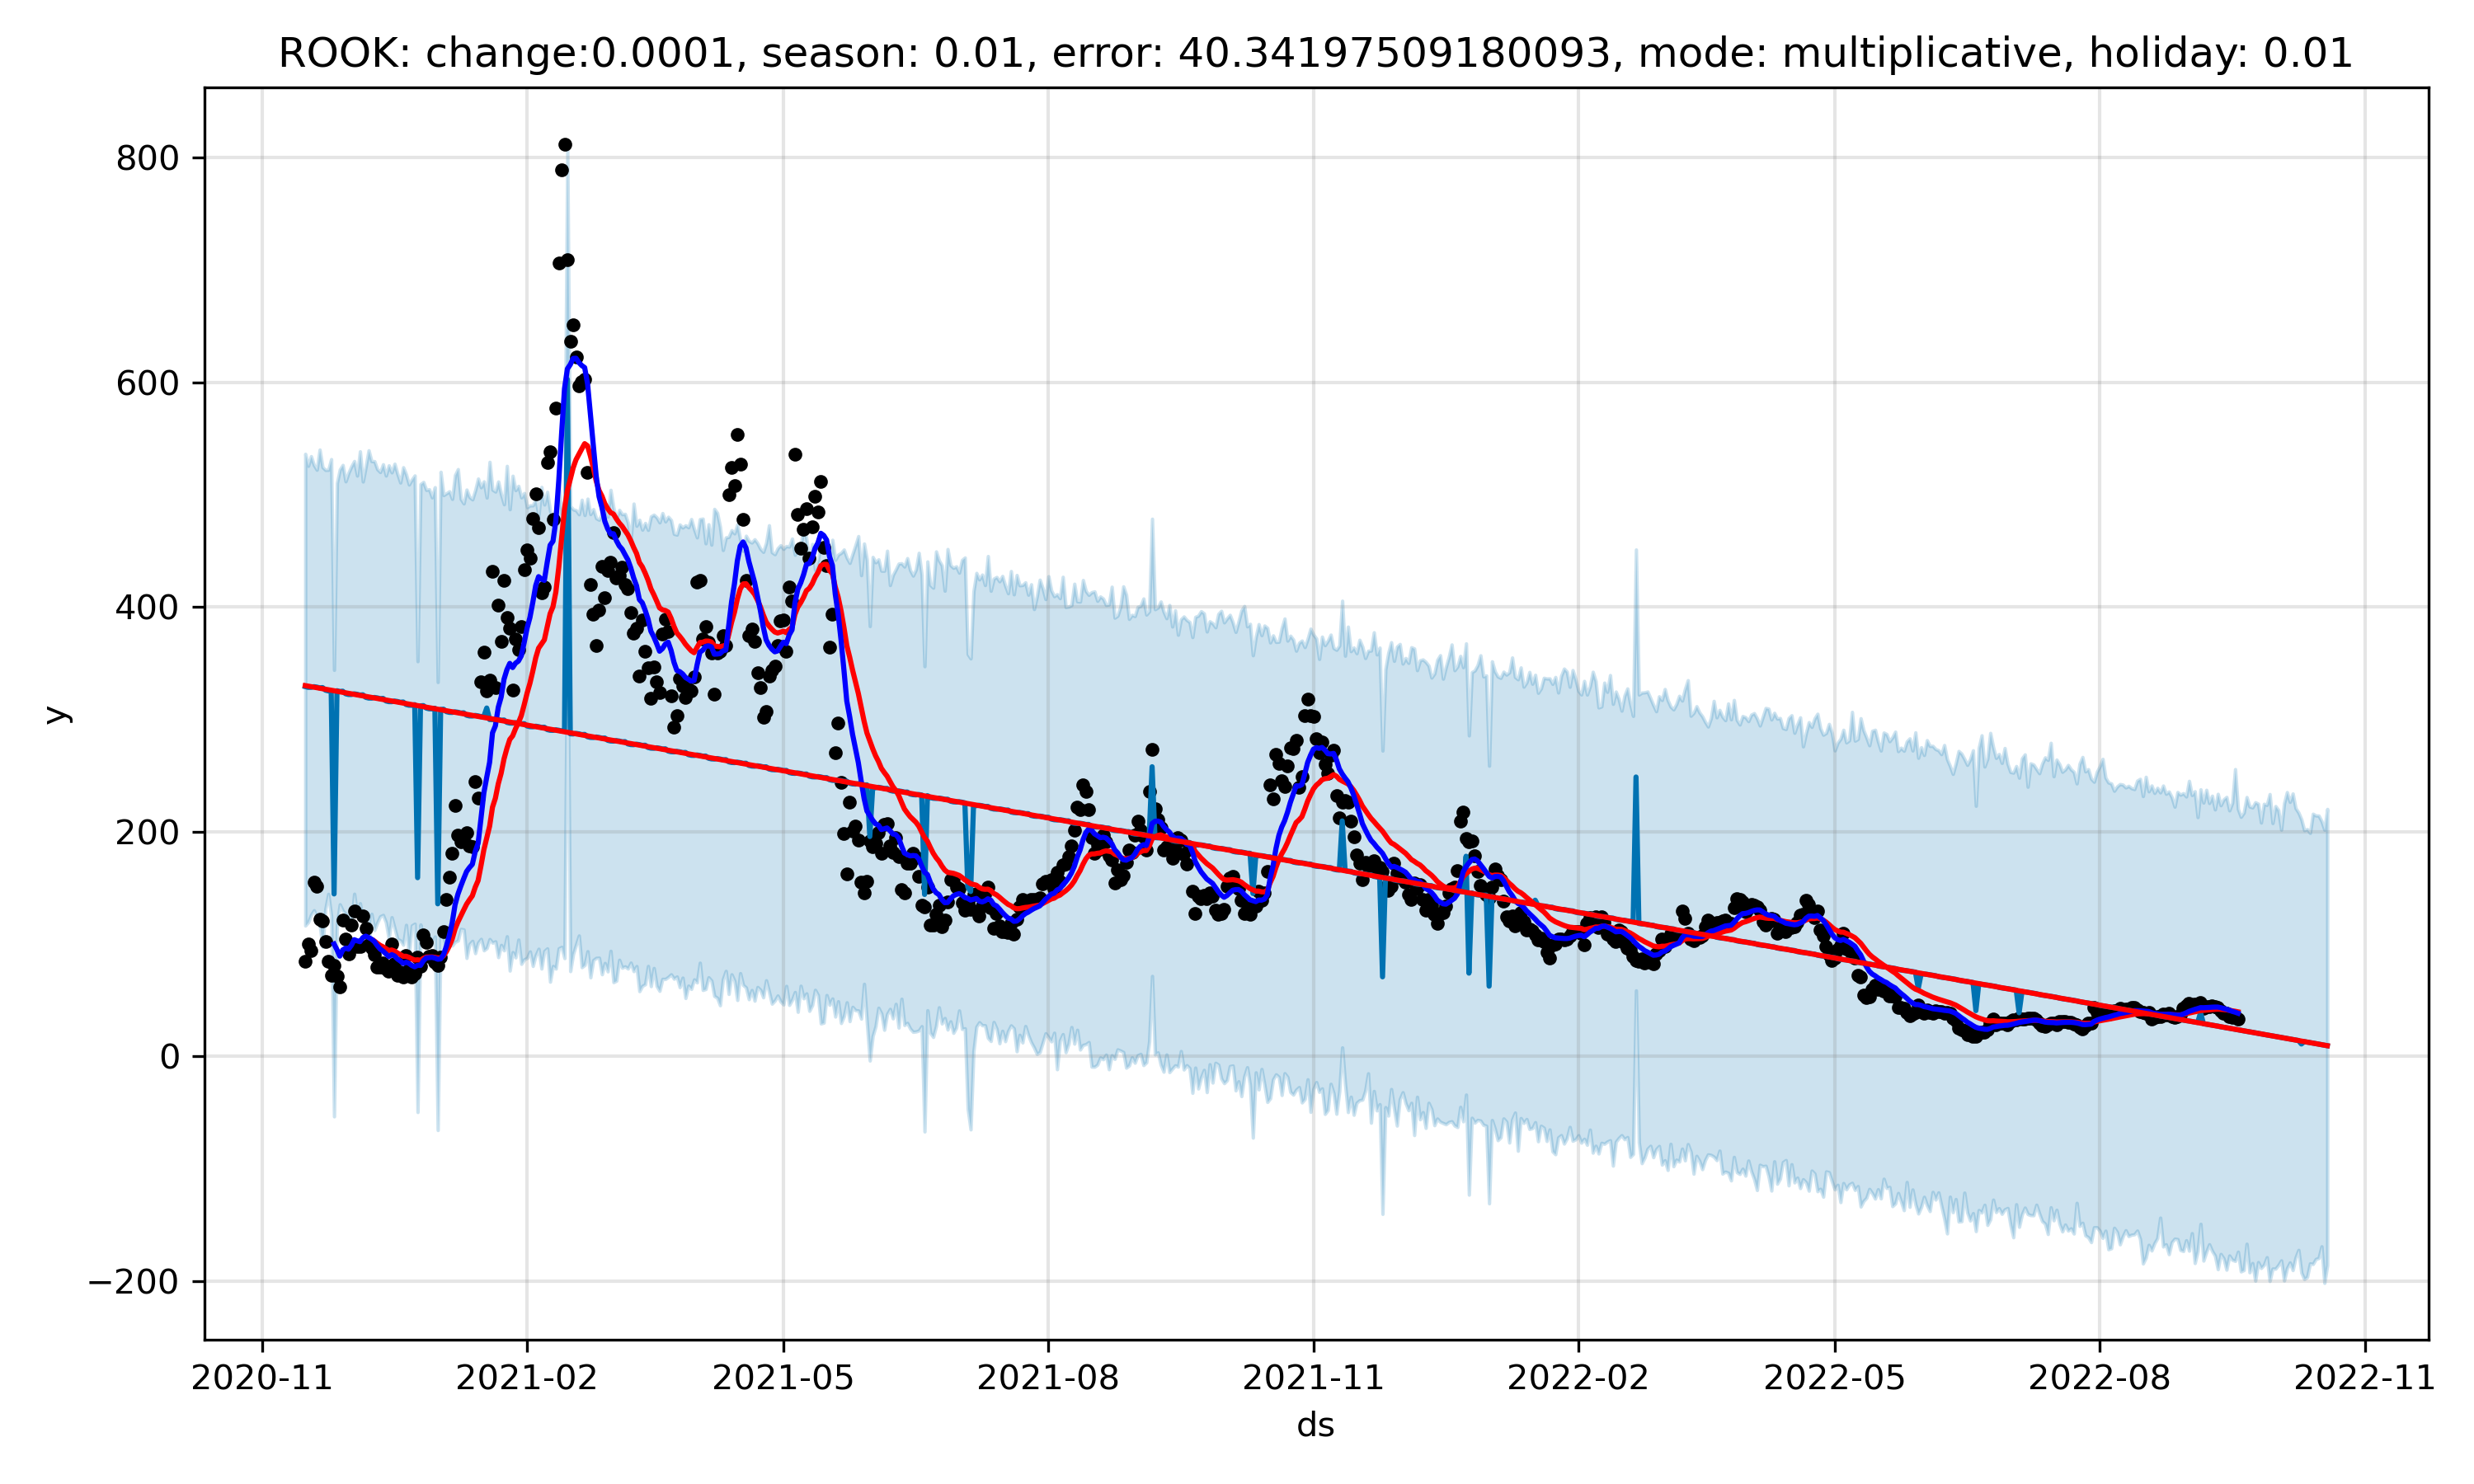 ROOK: change:0.0001, season: 0.01, error: 40.34197509180093, mode: multiplicative, holiday: 0.01
800
600
400
200
0
−200
y
2020-11 2021-02 2021-05 2021-08 2021-11 2022-02 2022-05 2022-08 2022-11
ds